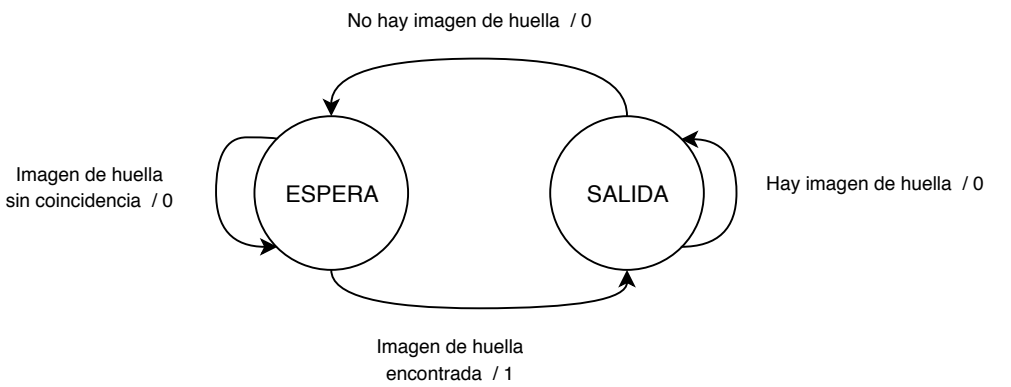 No hay imagen de huella / 0
Imagen de huella
sin coincidencia / 0
ESPERA
SALIDA
Hay imagen de huella / 0
Imagen de huella
encontrada / 1